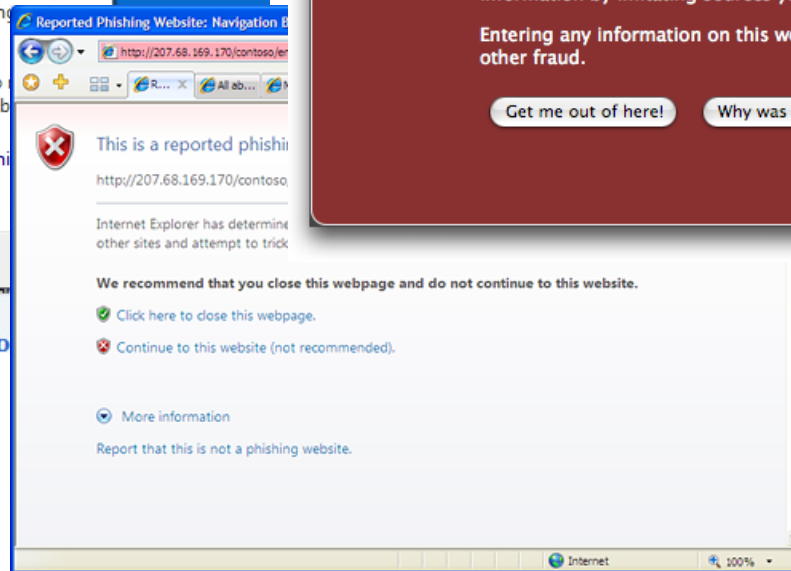 Entering any information on this
other fraud.
Get me out of here!
Why was
Reported Phishing Website: Navigation
http://207.68.169.170/contoso/
R...
All ab...
This is a reported
http://207.68.169.170/contoso
Internet Explorer has
other sites and attempt to trick
We recommend that you close this webpage and do not continue to this website.
Click here to close this webpage.
Continue to this website (not recommended).
More information
Report that this is not a phishing website.
Internet
100%